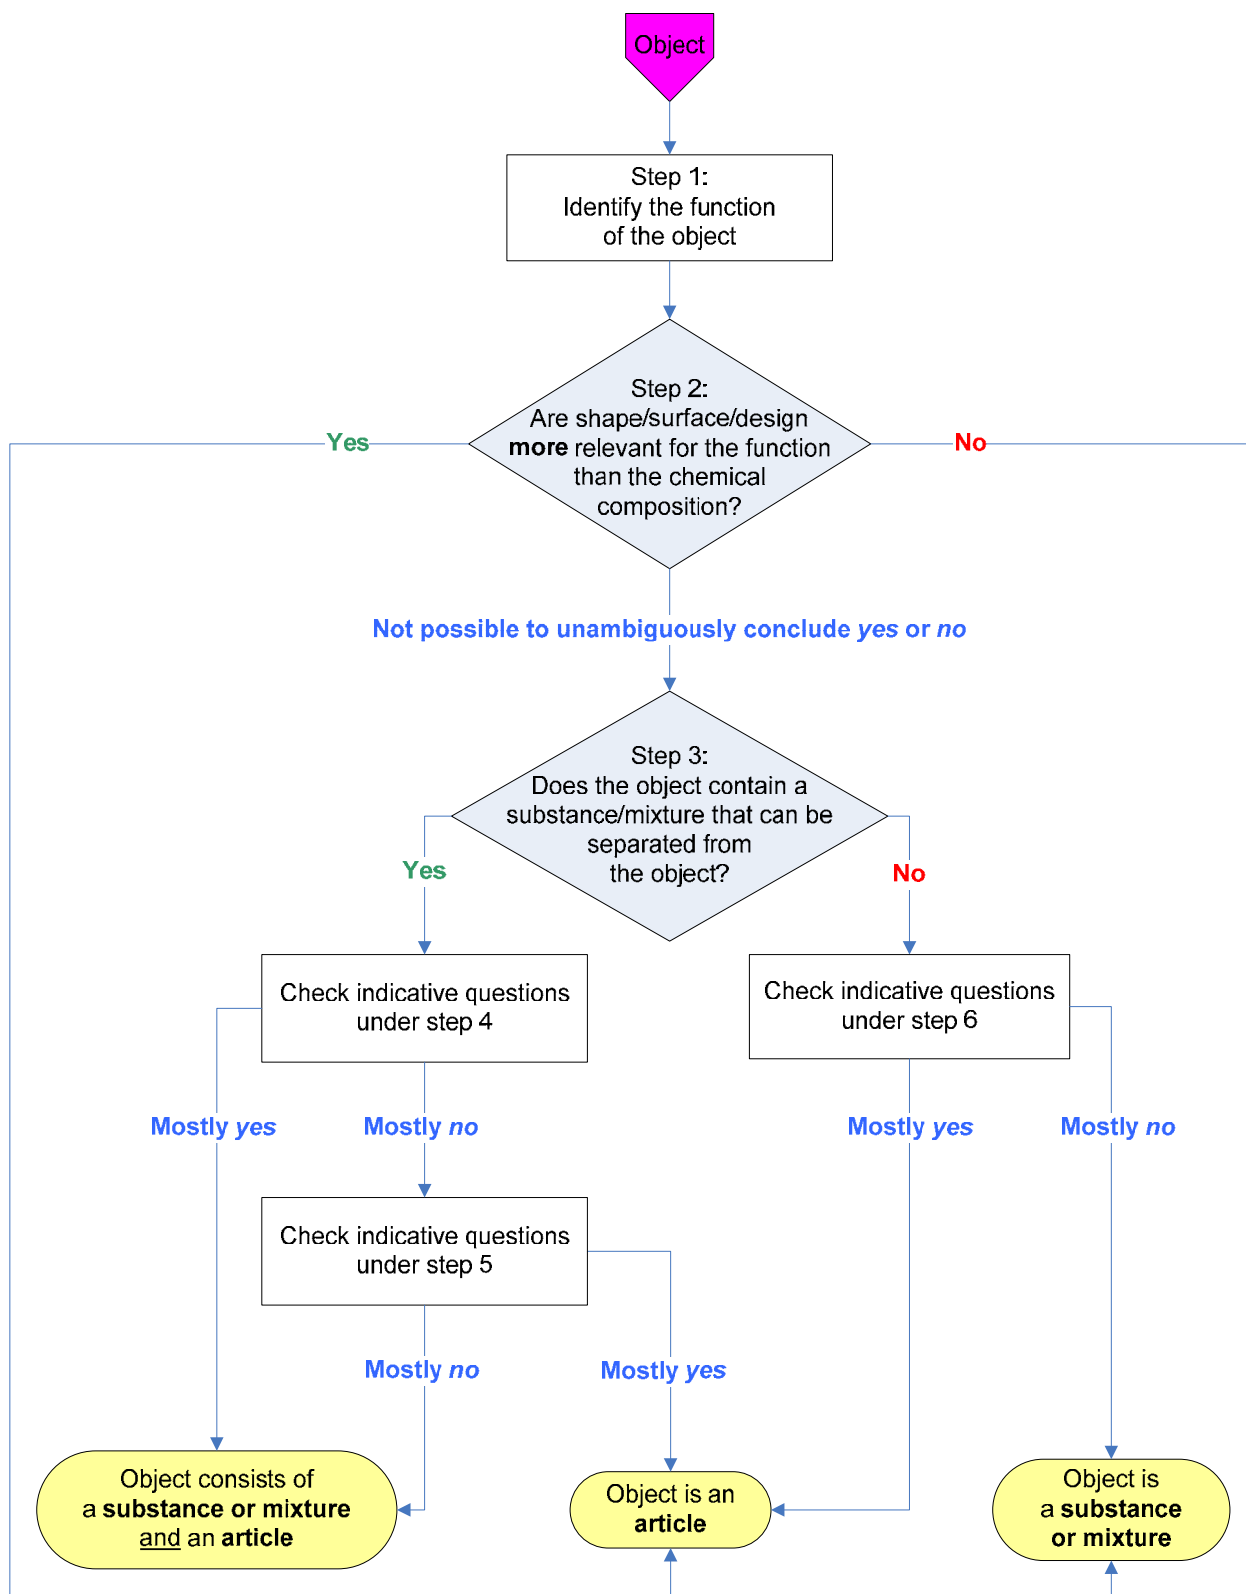 Object
Step 1:
Identify the function
of the object
Step 2:
Are shape/surface/design
more relevant for the function
than the chemical
composition?
Yes
No
Not possible to unambiguously conclude yes or no
Step 3:
Does the object contain a
substance/mixture that can be
separated from
the object?
Yes
No
Check indicative questions
under step 4
Check indicative questions
under step 6
Mostly yes
Mostly no
Mostly yes
Mostly no
Check indicative questions
under step 5
Mostly no
Mostly yes
Object consists of
a substance or mixture
and an article
Object is an
article
Object is
a substance
or mixture